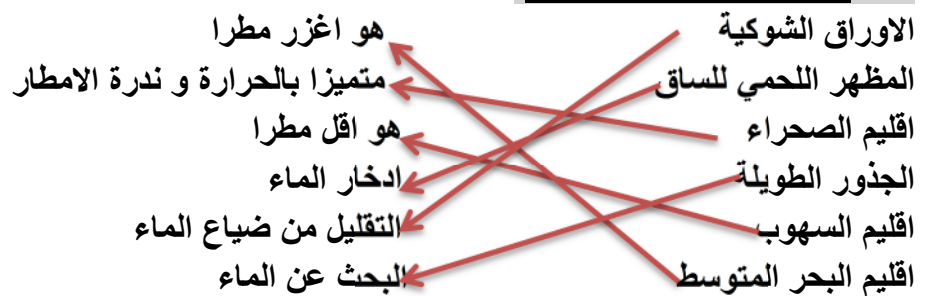 الاوراق الشوكية هو اغزر مطرا
المظهر اللحمي للساق متميزا بالحرارة و ندرة الامطار
اقليم الصحراء هو اقل مطرا
الجذور الطويلة ادخار الماء
اقليم السهوب التقليل من ضياع الماء
اقليم البحر المتوسط البحث عن الماء